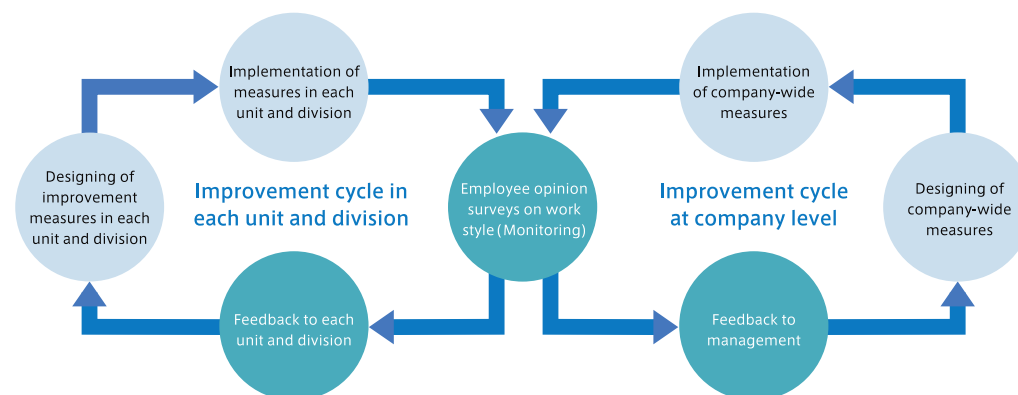 Implementation of
measures in each
unit and division
Implementation
of company-wide
measures
Designing of
improvement
measures in each
unit and division
Improvement cycle in
each unit and division
Employee opinion
surveys on work
style (Monitoring)
Improvement cycle
at company level
Designing of
company-wide
measures
Feedback to each
unit and division
Feedback to
management